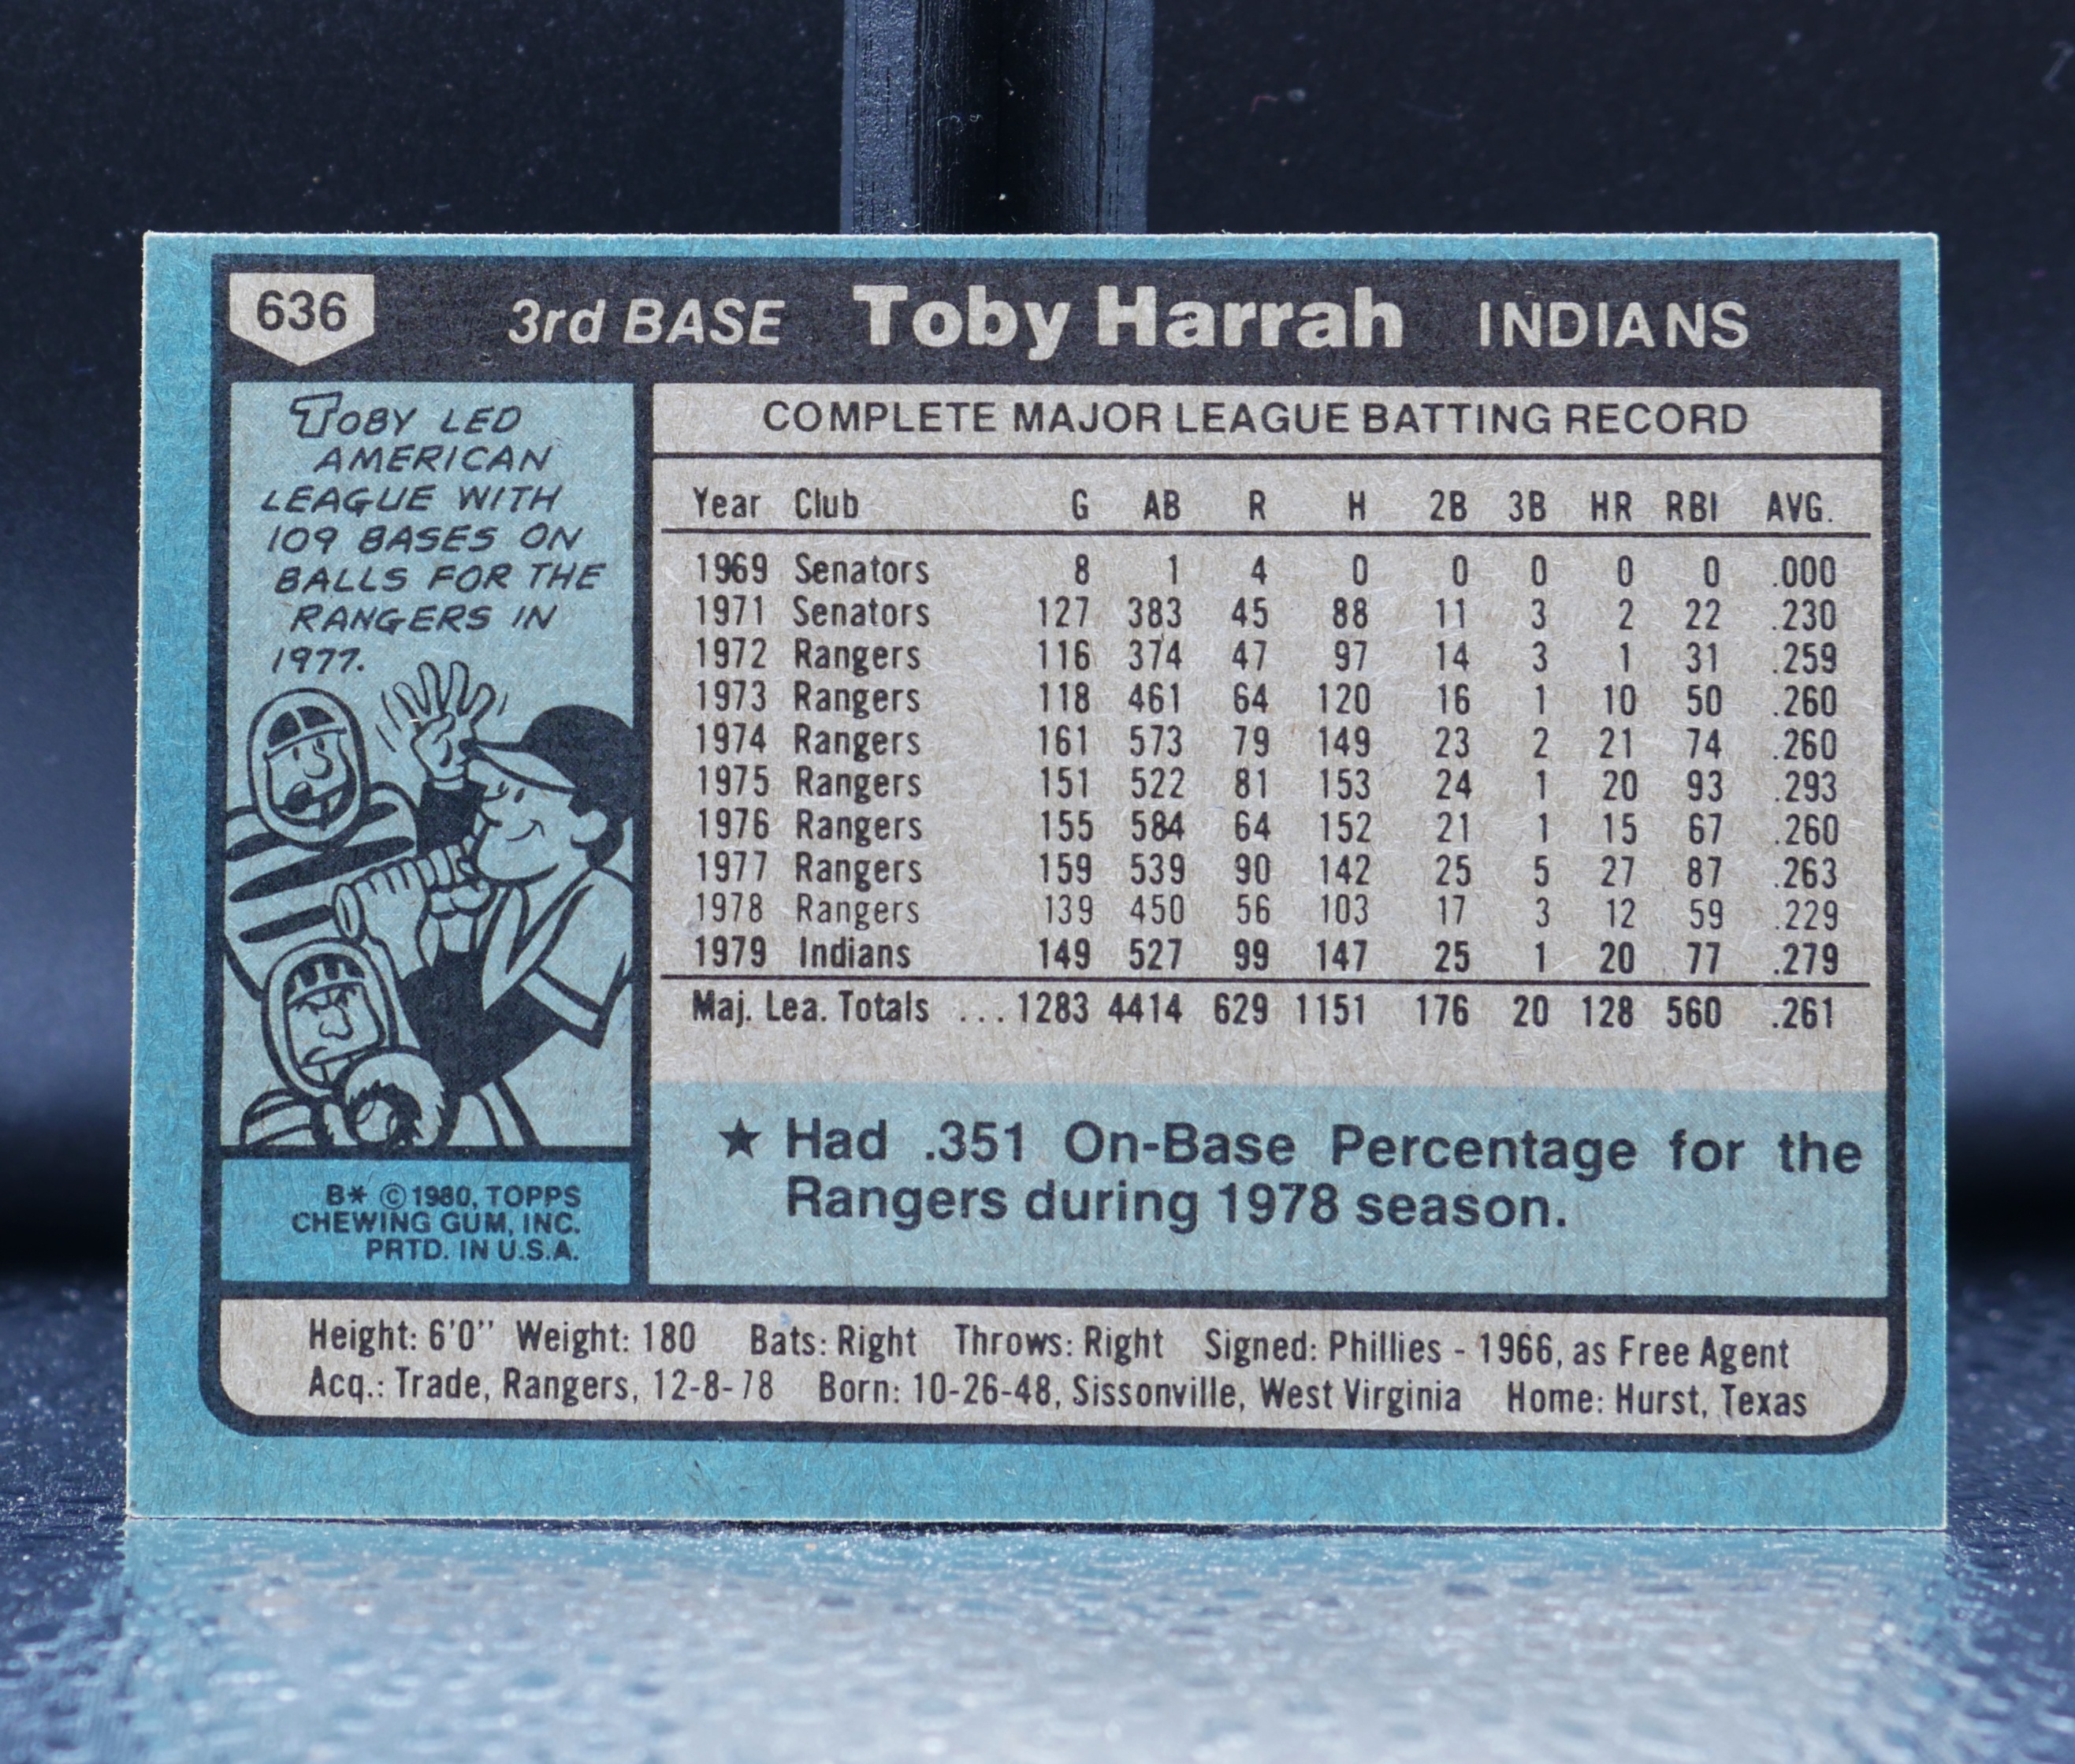 636 3rd BASE Toby Harrah INDIANS
TOBY LED
AMERICAN
LEAGUE WITH
109 BASES ON
BALLS FOR THE
RANGERS IN
1977.
B* © 1980, TOPPS
CHEWING GUM, INC.
PRTD. IN U.S.A.
COMPLETE MAJOR LEAGUE BATTING RECORD
Year Club G AB R H 2B 3B HR RBI AVG.
1969 Senators 8 1 4 0 0 0 0 0 .000
1971 Senators 127 383 45 88 11 3 2 22 .230
1972 Rangers 116 374 47 97 14 3 1 31 .259
1973 Rangers 118 461 64 120 16 1 10 50 .260
1974 Rangers 161 573 79 149 23 2 21 74 .260
1975 Rangers 151 522 81 153 24 1 20 93 .293
1976 Rangers 155 584 64 152 21 1 15 67 .260
1977 Rangers 159 539 90 142 25 5 27 87 .263
1978 Rangers 139 450 56 103 17 3 12 59 .229
1979 Indians 149 527 99 147 25 1 20 77 .279
Maj. Lea. Totals ... 1283 4414 629 1151 176 20 128 560 .261
★ Had .351 On-Base Percentage for the
Rangers during 1978 season.
Height: 6'0" Weight: 180 Bats: Right Throws: Right Signed: Phillies - 1966, as Free Agent
Acq.: Trade, Rangers, 12-8-78 Born: 10-26-48, Sissonville, West Virginia Home: Hurst, Texas